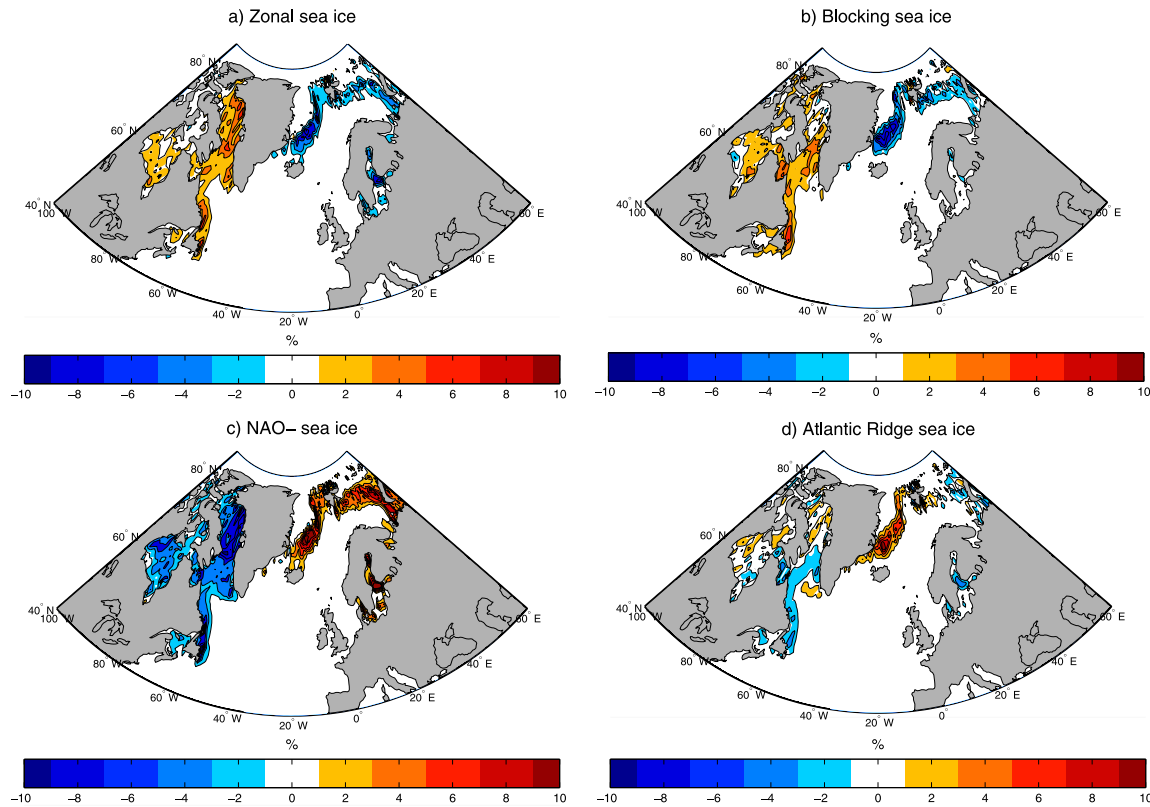 a) Zonal sea ice
80° N
60° N
40° N
100° W
80° W
60° W
40° W
20° W
0°
20° E
40° E
60° E
%
−10 −8 −6 −4 −2 0 2 4 6 8 10
b) Blocking sea ice
80° N
60° N
40° N
100° W
80° W
60° W
40° W
20° W
0°
20° E
40° E
60° E
%
−10 −8 −6 −4 −2 0 2 4 6 8 10
c) NAO− sea ice
80° N
60° N
40° N
100° W
80° W
60° W
40° W
20° W
0°
20° E
40° E
60° E
%
−10 −8 −6 −4 −2 0 2 4 6 8 10
d) Atlantic Ridge sea ice
80° N
60° N
40° N
100° W
80° W
60° W
40° W
20° W
0°
20° E
40° E
60° E
%
−10 −8 −6 −4 −2 0 2 4 6 8 10